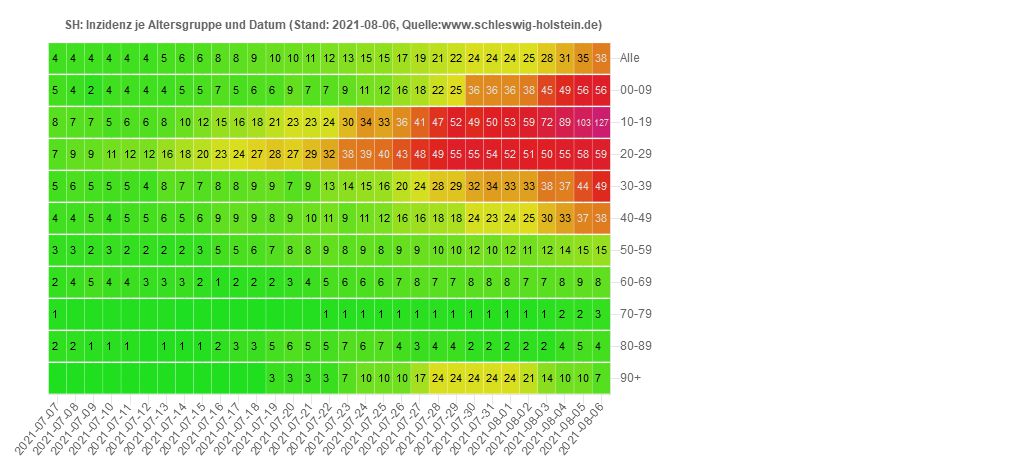 SH: Inzidenz je Altersgruppe und Datum (Stand: 2021-08-06, Quelle:www.schleswig-holstein.de)
4 4 4 4 4 4 5 6 6 8 8 9 10 10 11 12 13 15 15 17 19 21 22 24 24 24 25 28 31 35 38 Alle
5 4 2 4 4 4 4 5 5 7 5 6 6 9 7 7 9 11 12 16 18 22 25 36 36 36 38 45 49 56 56 00-09
8 7 7 5 6 6 8 10 12 15 16 18 21 23 23 24 30 34 33 36 41 47 52 49 50 53 59 72 89 103 127 10-19
7 9 9 11 12 12 16 18 20 23 24 27 28 27 29 32 38 39 40 43 48 49 55 55 54 52 51 50 55 58 59 20-29
5 6 5 5 5 4 8 7 7 8 8 9 9 7 9 13 14 15 16 20 24 28 29 32 34 33 33 38 37 44 49 30-39
4 4 5 4 5 5 6 5 6 9 9 9 8 9 10 11 9 11 12 16 16 18 18 24 23 24 25 30 33 37 38 40-49
3 3 2 3 2 2 2 2 3 5 5 6 7 8 8 9 8 9 8 9 9 10 10 12 10 12 11 12 14 15 15 50-59
2 4 5 4 4 3 3 3 2 1 2 2 2 3 4 5 6 6 6 7 8 7 7 8 8 8 7 7 8 9 8 60-69
1 1 1 1 1 1 1 1 1 1 1 1 1 1 2 2 3 70-79
2 2 1 1 1 1 1 1 2 3 3 5 6 5 5 7 6 7 4 3 4 4 2 2 2 2 2 4 5 4 80-89
3 3 3 3 7 10 10 10 17 24 24 24 24 24 21 14 10 10 7 90+
2021-07-07 2021-07-08 2021-07-09 2021-07-10 2021-07-11 2021-07-12 2021-07-13 2021-07-14 2021-07-15 2021-07-16 2021-07-17 2021-07-18 2021-07-19 2021-07-20 2021-07-21 2021-07-22 2021-07-23 2021-07-24 2021-07-25 2021-07-26 2021-07-27 2021-07-28 2021-07-29 2021-07-30 2021-07-31 2021-08-01 2021-08-02 2021-08-03 2021-08-04 2021-08-05 2021-08-06